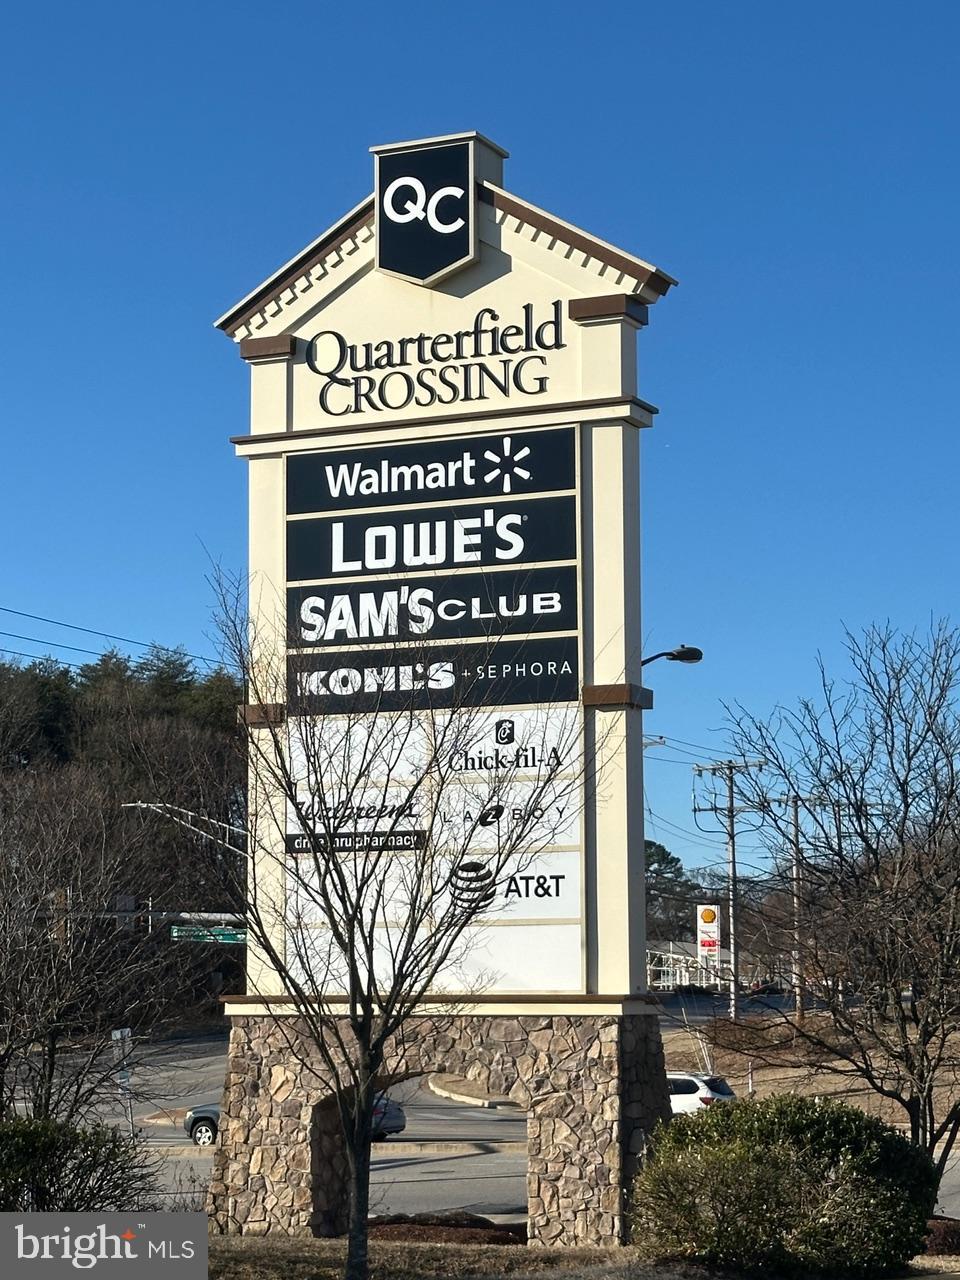 QC
Quarterfield
CROSSING
Walmart
LOWE'S
SAM'S CLUB
KOHL'S + SEPHORA
Chick-fil-A
Walgreens
drive thru pharmacy
LA Z BOY
AT&T
bright™ MLS